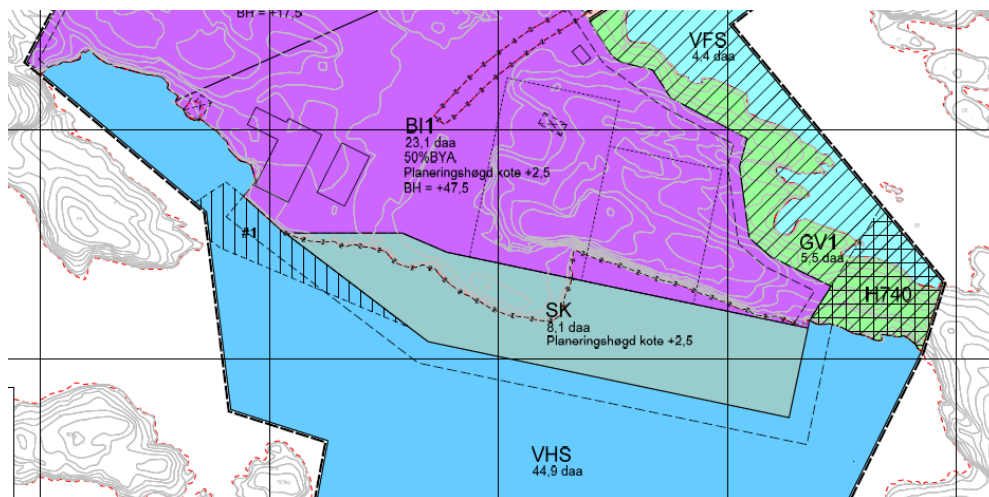 BH = +17,5
VFS
4,4 daa
BI1
23,1 daa
50%BYA
Planeringshøgd kote +2,5
BH = +47,5
#1
GV1
5,5 daa
H740
SK
8,1 daa
Planeringshøgd kote +2,5
VHS
44,9 daa